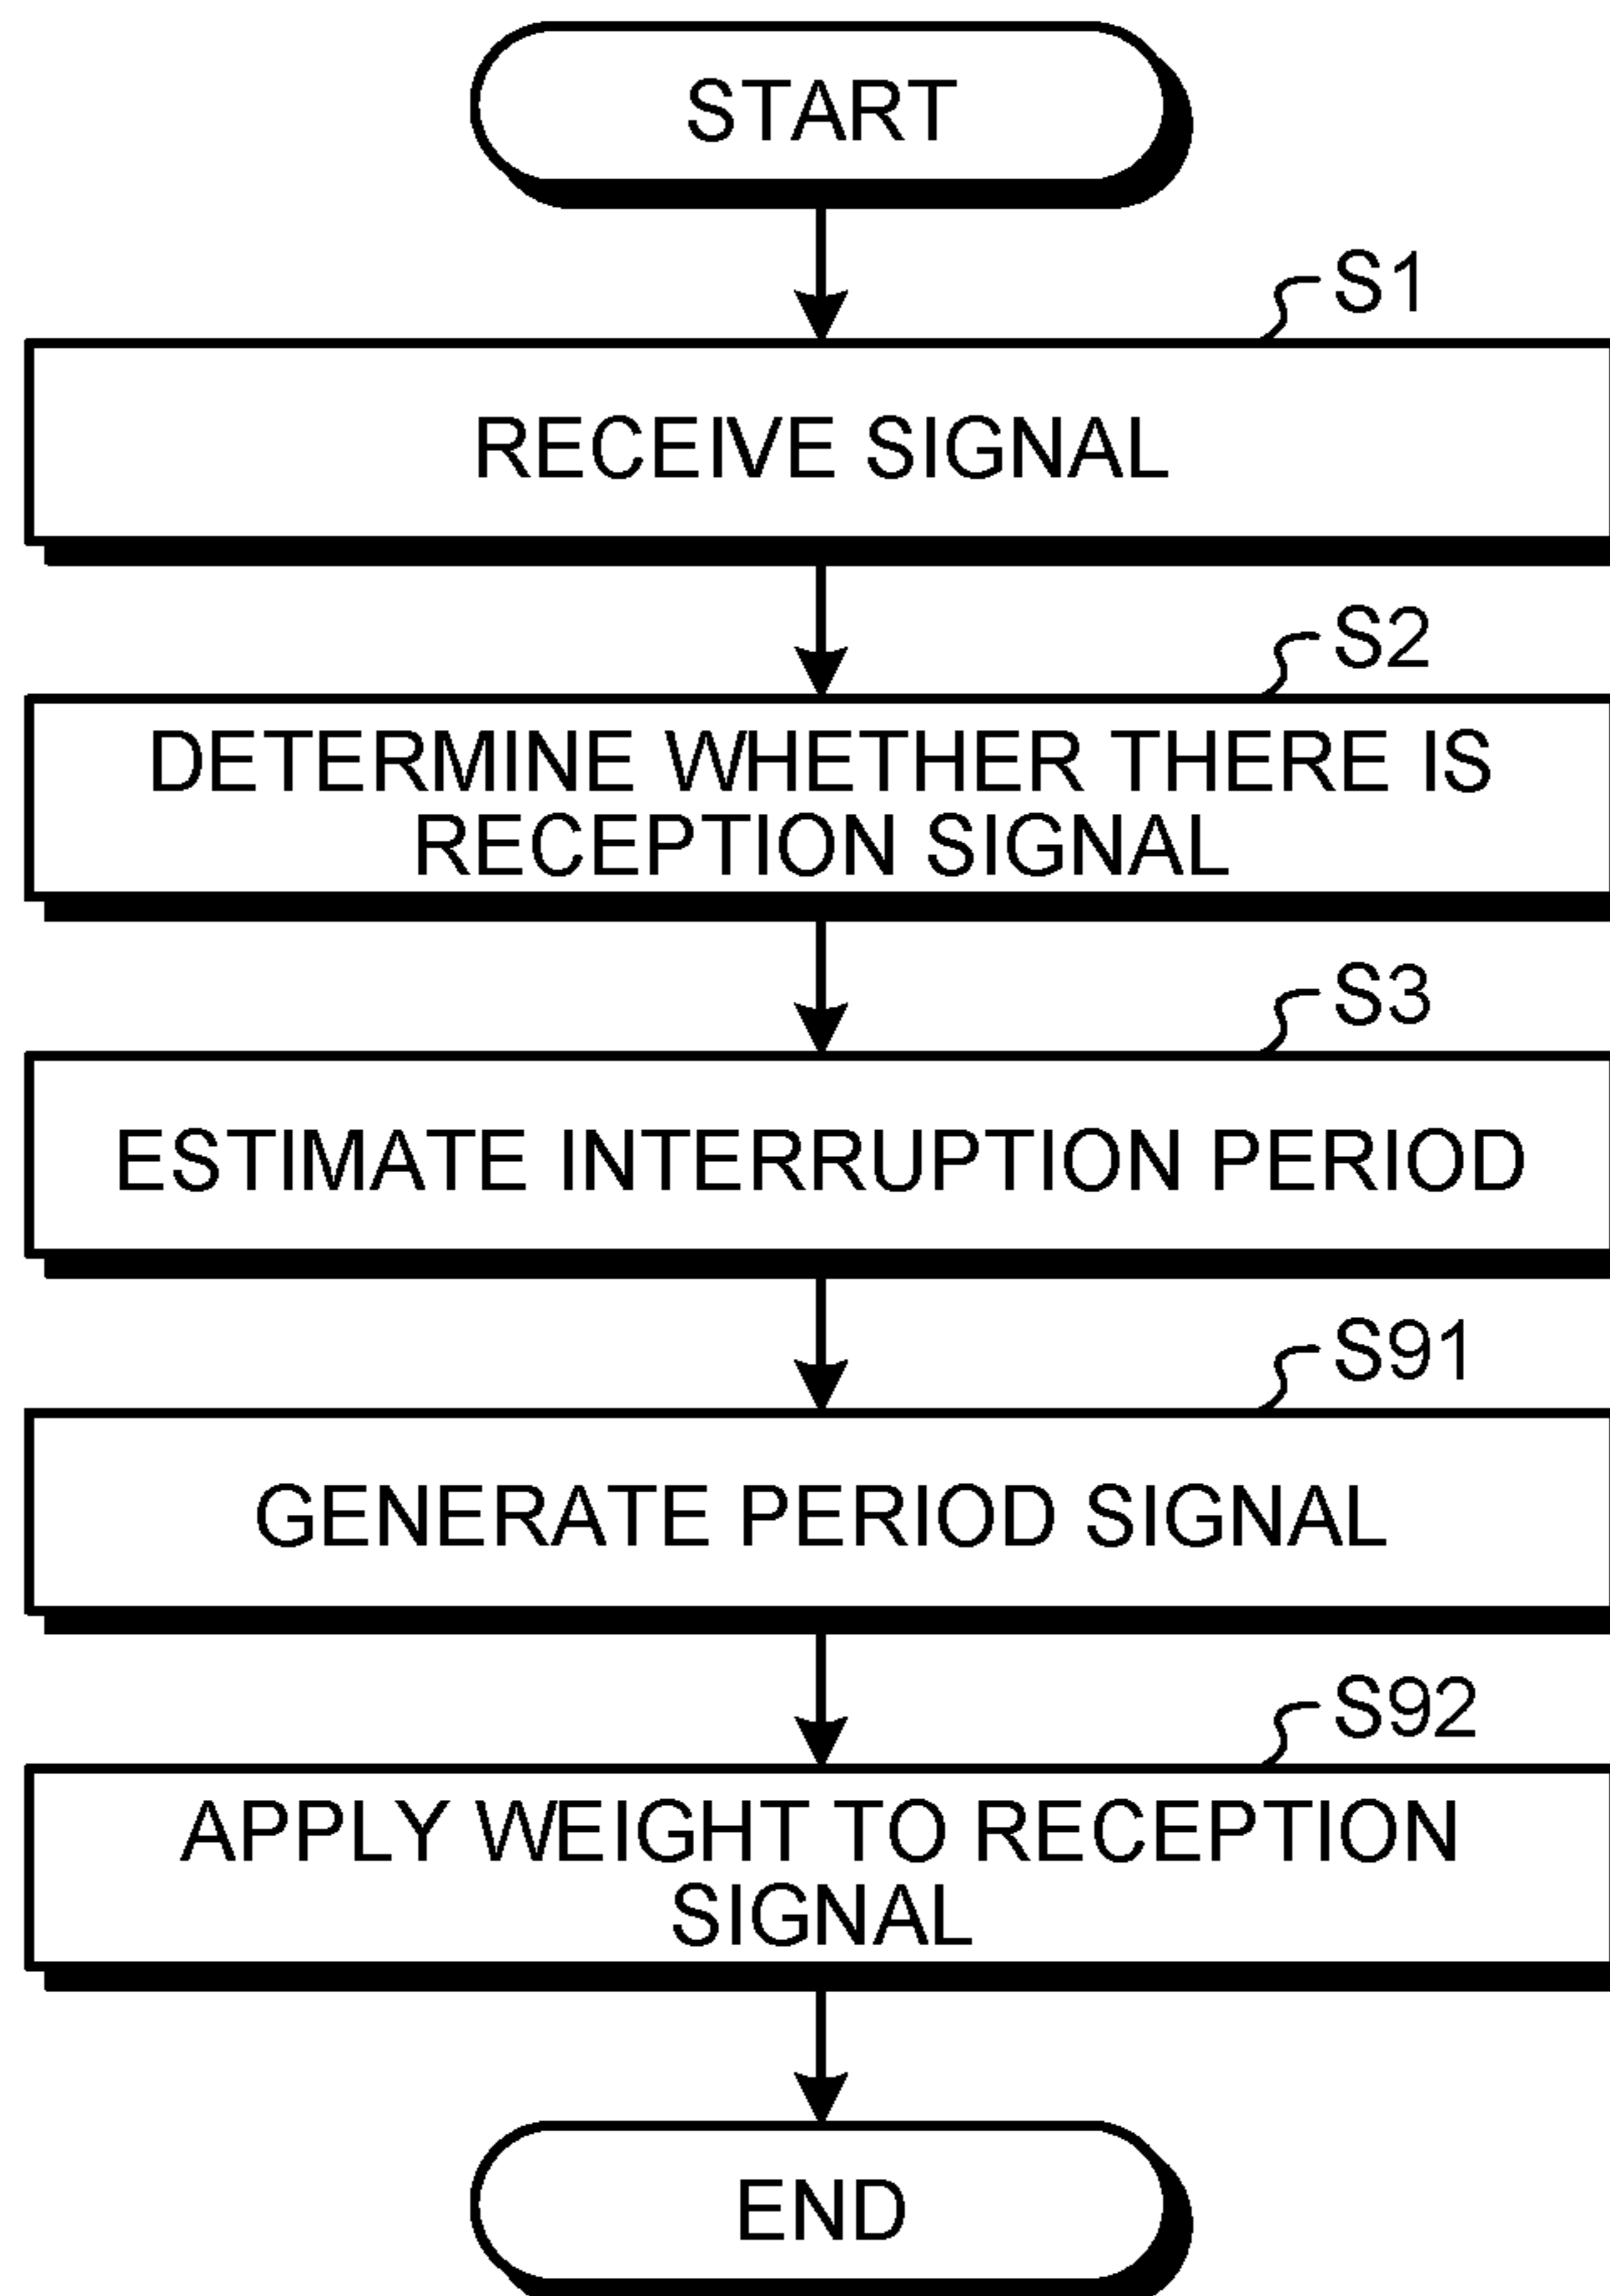 START
S1
RECEIVE SIGNAL
S2
DETERMINE WHETHER THERE IS
RECEPTION SIGNAL
S3
ESTIMATE INTERRUPTION PERIOD
S91
GENERATE PERIOD SIGNAL
S92
APPLY WEIGHT TO RECEPTION
SIGNAL
END